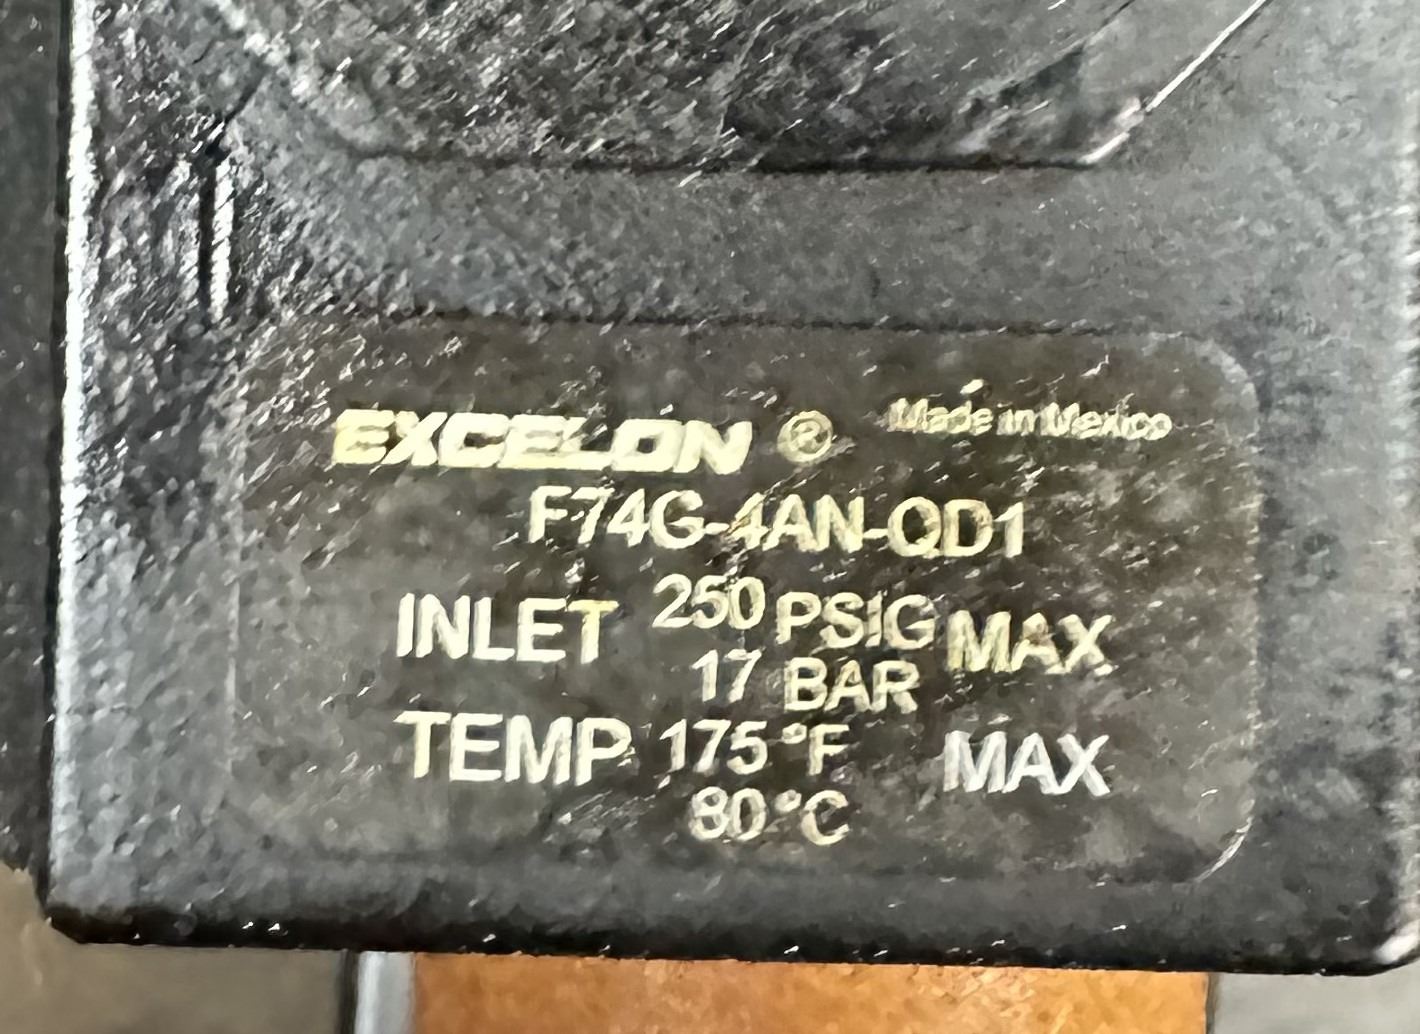 EXCELON ® Made in Mexico
F74G-4AN-QD1
INLET 250 PSIG MAX
17 BAR
TEMP 175 °F MAX
80 °C